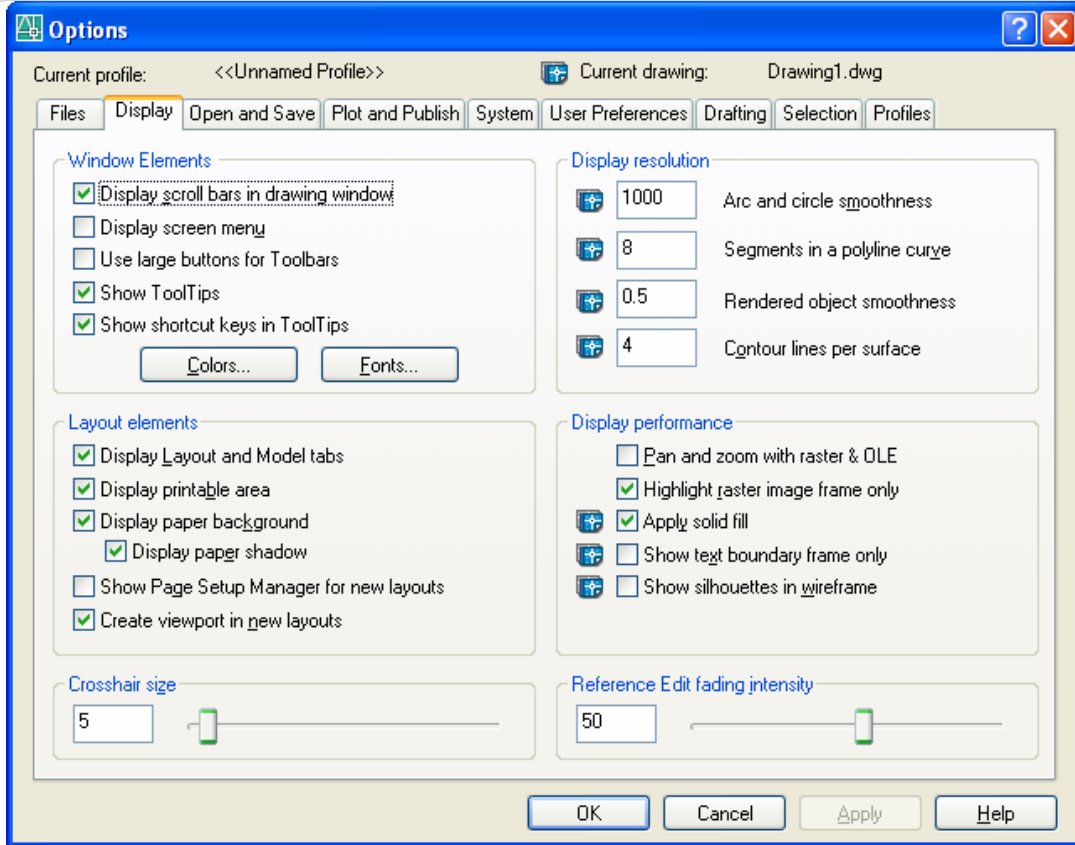 Options
Current profile: <<Unnamed Profile>> Current drawing: Drawing1.dwg
Files Display Open and Save Plot and Publish System User Preferences Drafting Selection Profiles
Window Elements
Display scroll bars in drawing window
Display screen menu
Use large buttons for Toolbars
Show ToolTips
Show shortcut keys in ToolTips
Colors... Fonts...
Display resolution
1000 Arc and circle smoothness
8 Segments in a polyline curve
0.5 Rendered object smoothness
4 Contour lines per surface
Layout elements
Display Layout and Model tabs
Display printable area
Display paper background
Display paper shadow
Show Page Setup Manager for new layouts
Create viewport in new layouts
Display performance
Pan and zoom with raster & OLE
Highlight raster image frame only
Apply solid fill
Show text boundary frame only
Show silhouettes in wireframe
Crosshair size
5
Reference Edit fading intensity
50
OK Cancel Apply Help